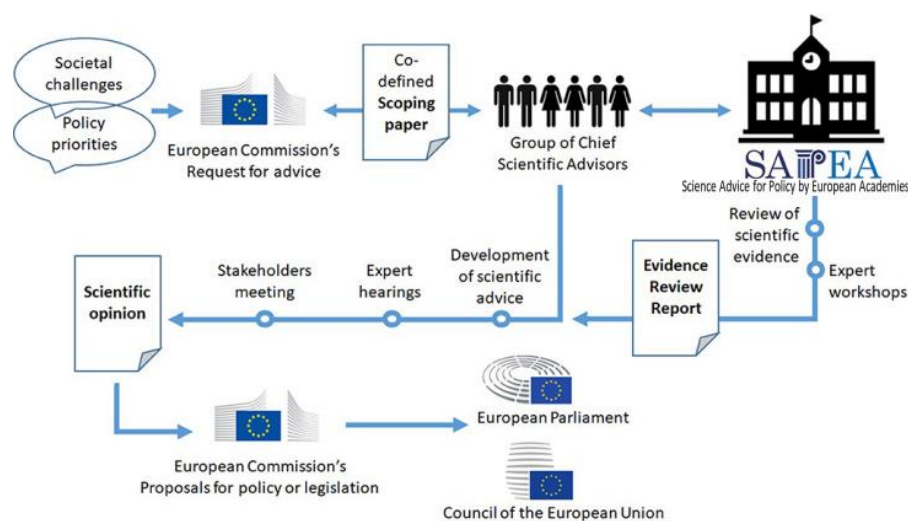 Societal
challenges
Policy
priorities
European Commission's
Request for advice
Co-
defined
Scoping
paper
Group of Chief
Scientific Advisors
SAPEA
Science Advice for Policy by European Academies
Review of
scientific
evidence
Expert
workshops
Evidence
Review
Report
Development
of scientific
advice
Expert
hearings
Stakeholders
meeting
Scientific
opinion
European Commission's
Proposals for policy or legislation
European Parliament
Council of the European Union